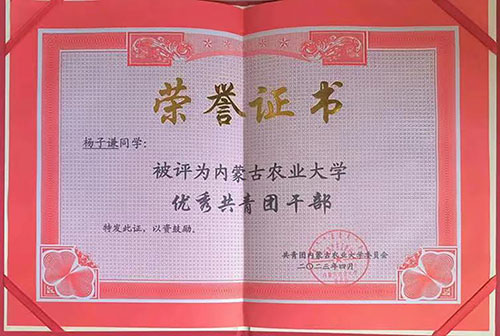 荣誉证书
杨子谦同学:
被评为内蒙古农业大学
优秀共青团干部
特发此证，以资鼓励。
共青团内蒙古农业大学委员会
二〇二三年四月